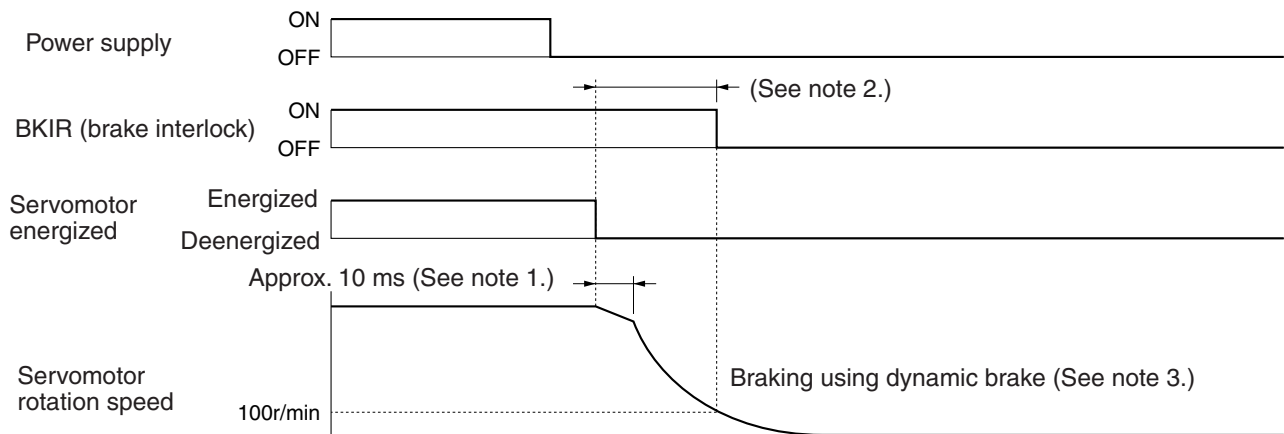 Power supply
ON
OFF
(See note 2.)
BKIR (brake interlock)
ON
OFF
Servomotor
energized
Energized
Deenergized
Approx. 10 ms (See note 1.)
Servomotor
rotation speed
100r/min
Braking using dynamic brake (See note 3.)